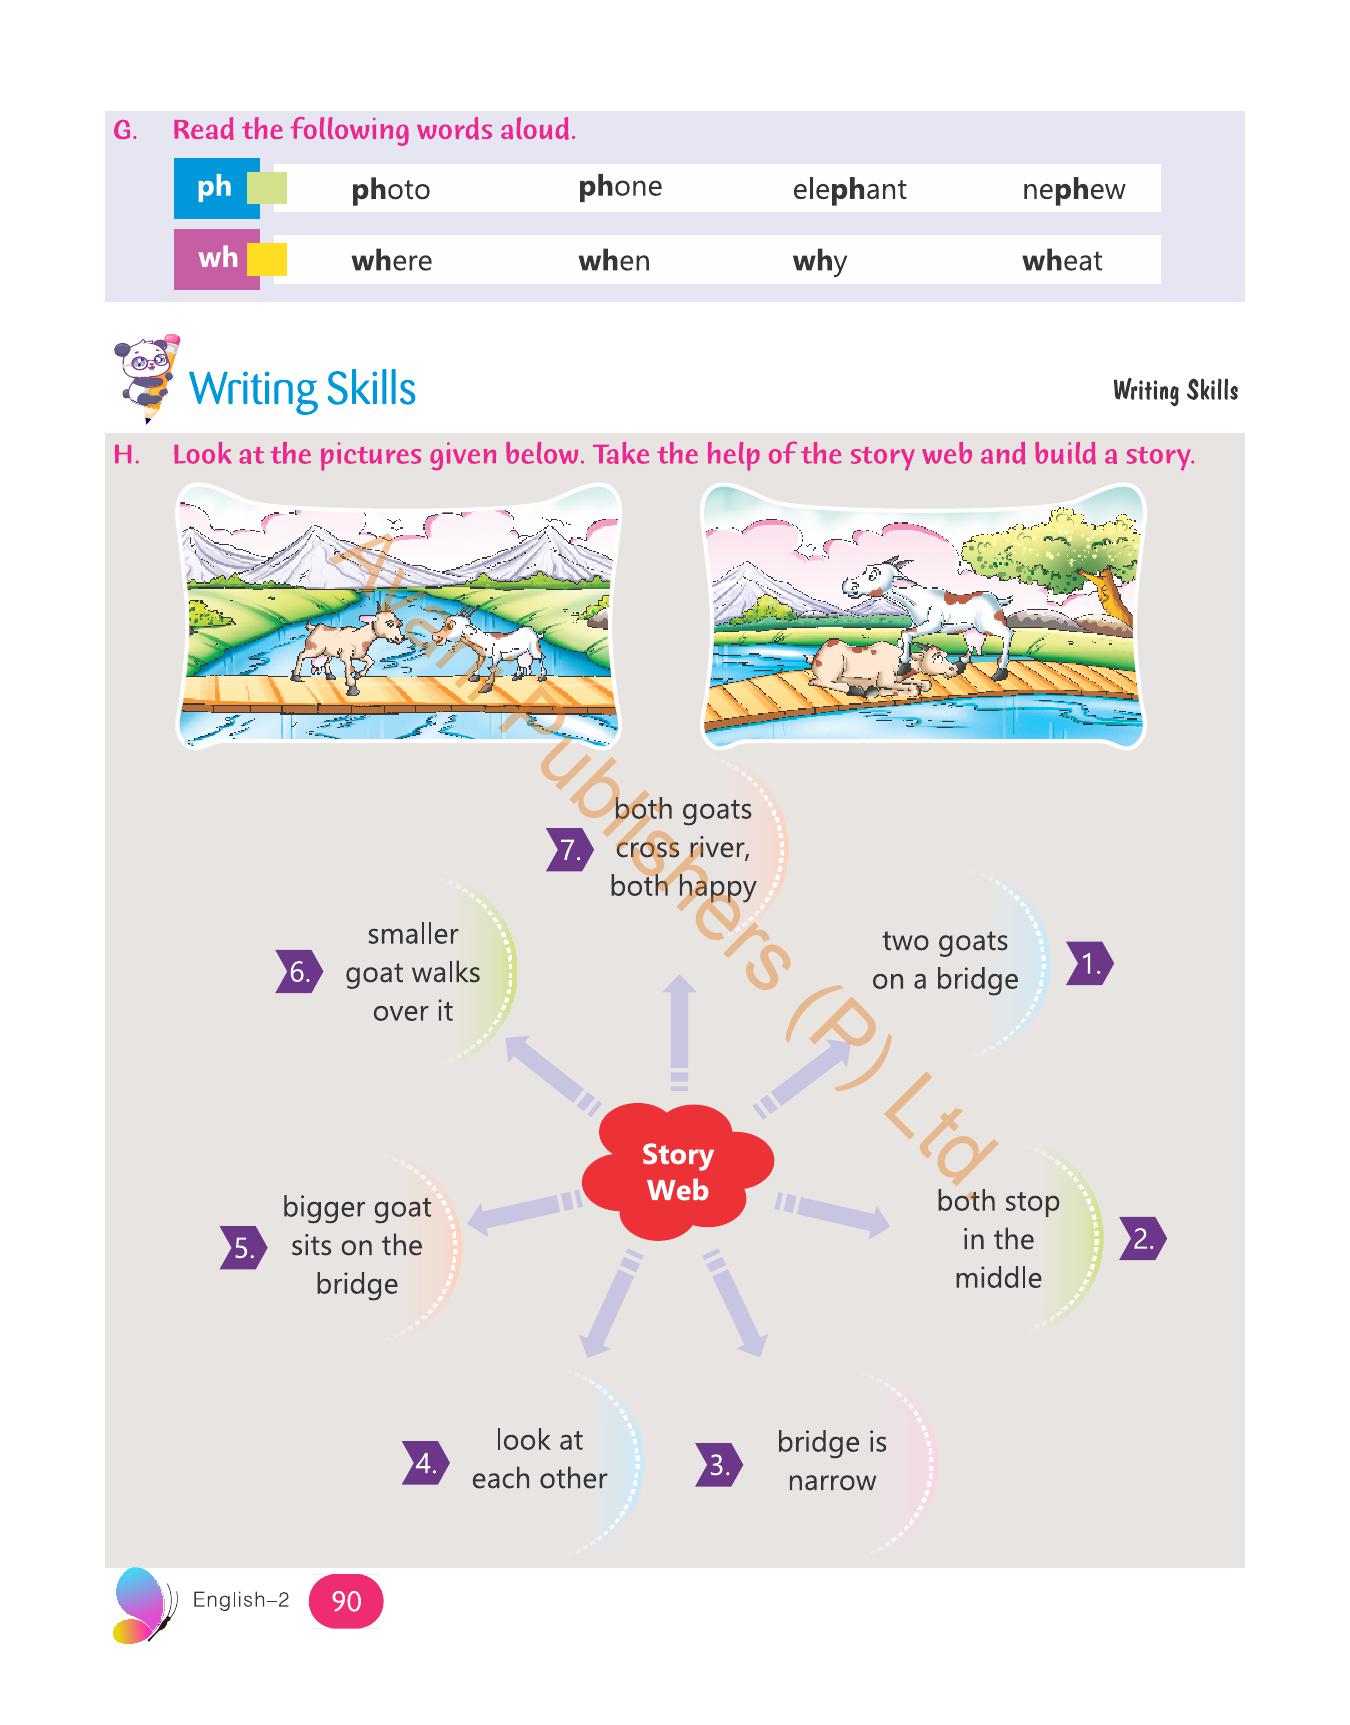 G. Read the following words aloud.
ph photo phone elephant nephew
wh where when why wheat
Writing Skills
Writing Skills
H. Look at the pictures given below. Take the help of the story web and build a story.
7. both goats
cross river,
both happy
6. smaller
goat walks
over it
two goats
on a bridge 1.
Story
Web
5. bigger goat
sits on the
bridge
both stop
in the
middle 2.
4. look at
each other
3. bridge is
narrow
Avani Publishers (P) Ltd.
English–2 90